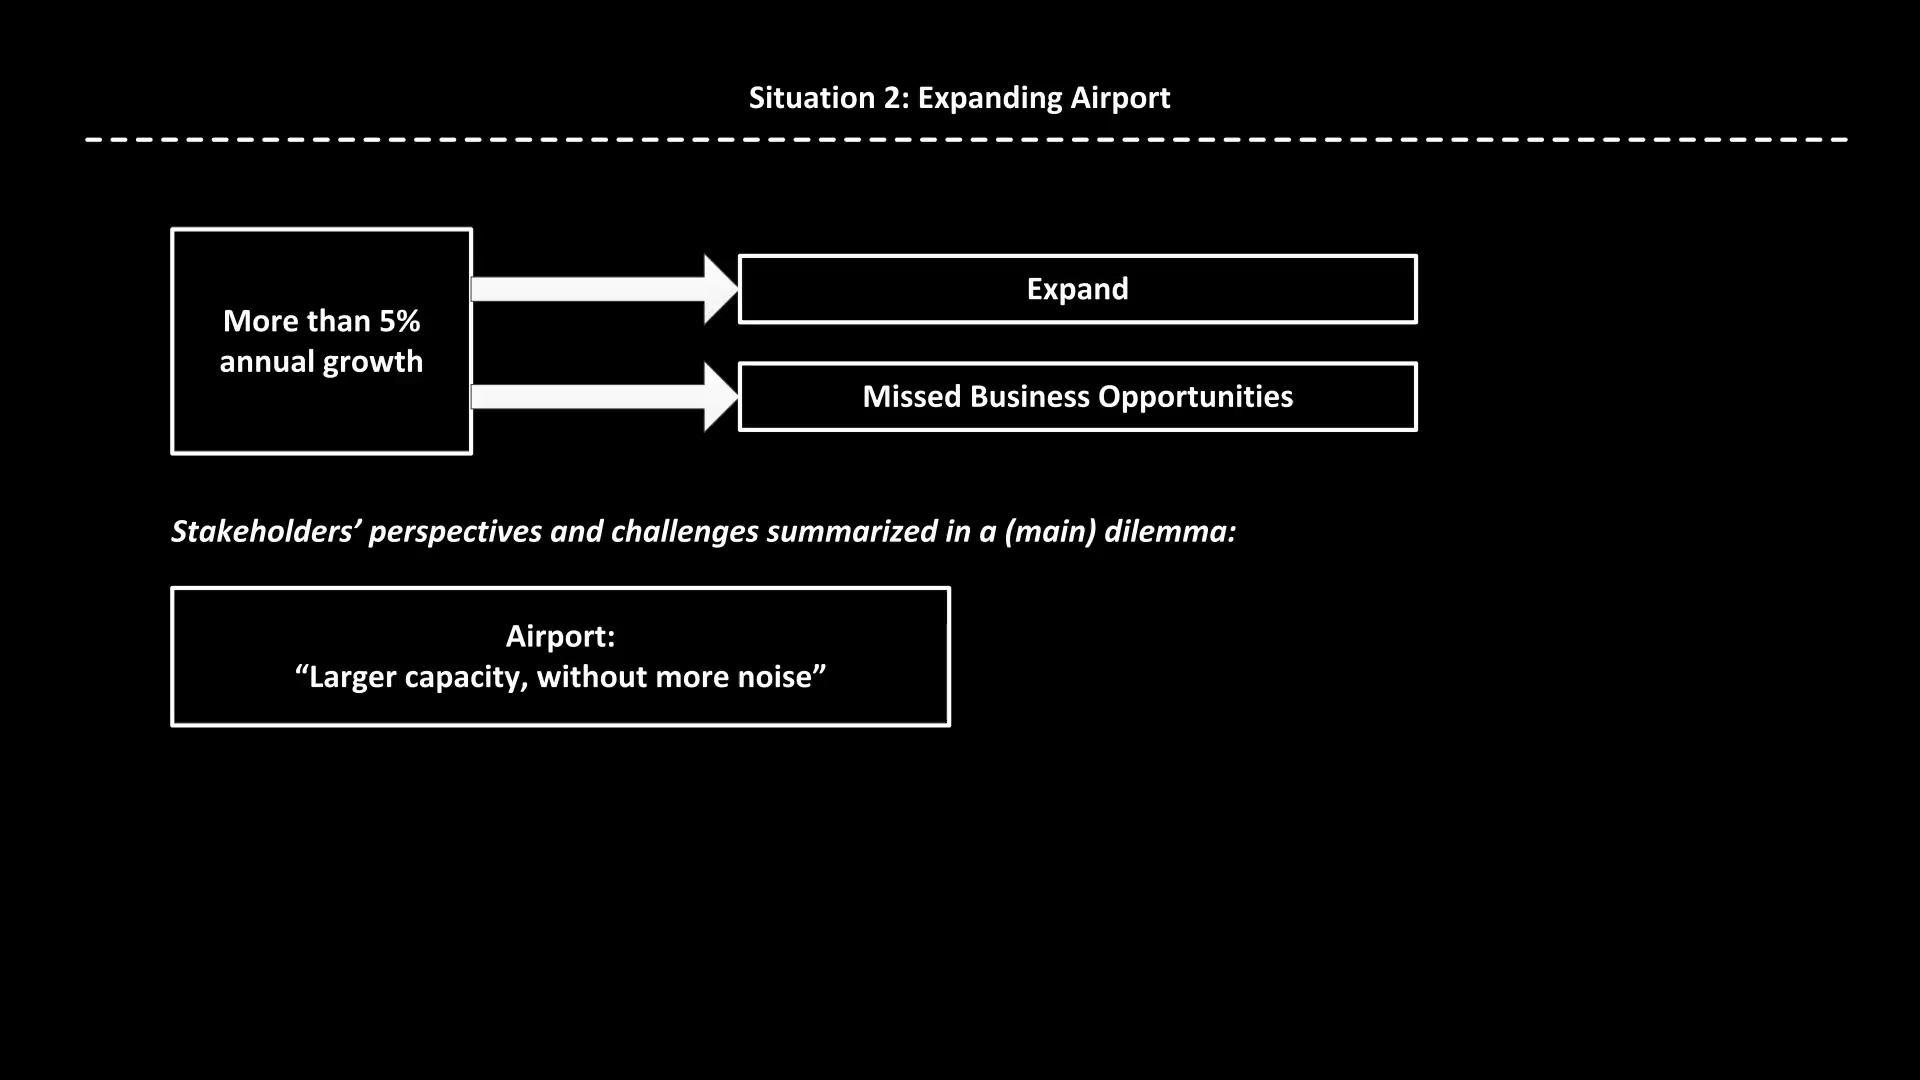 Situation 2: Expanding Airport
More than 5%
annual growth
Expand
Missed Business Opportunities
Stakeholders’ perspectives and challenges summarized in a (main) dilemma:
Airport:
“Larger capacity, without more noise”